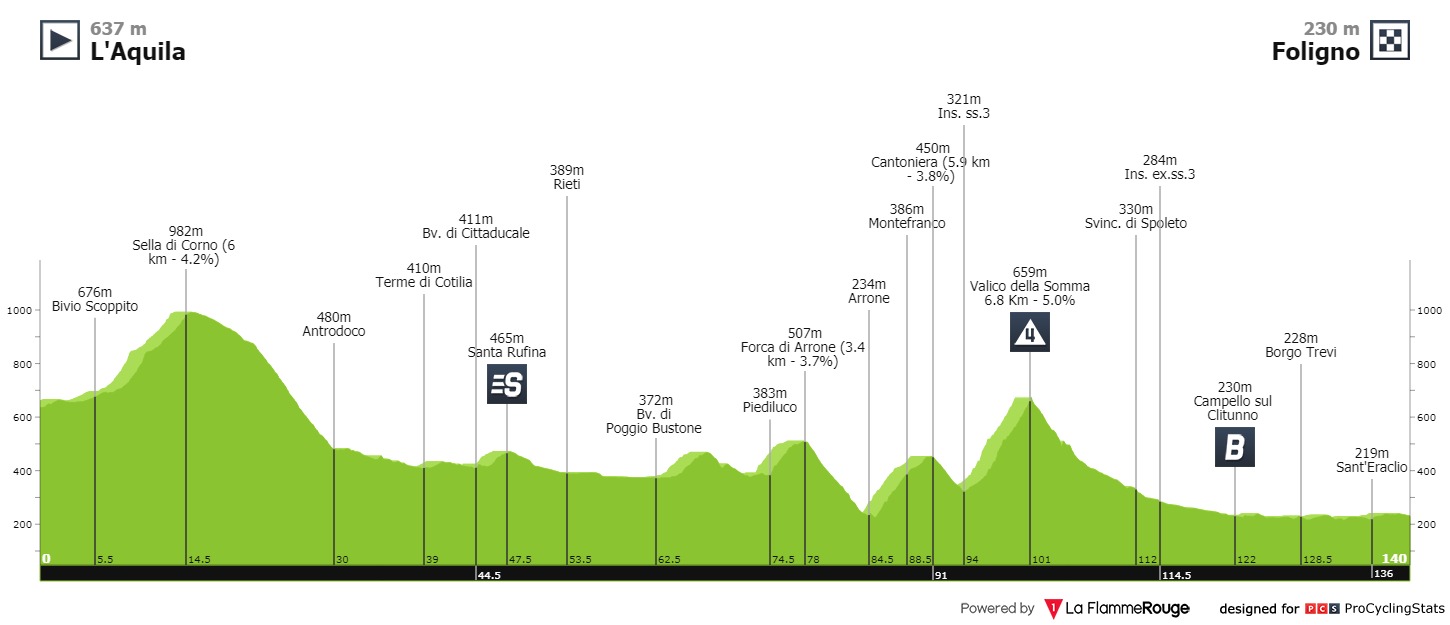 637 m
L'Aquila
230 m
Foligno
321m
Ins. ss.3
450m
Cantoniera (5.9 km
- 3.8%)
284m
Ins. ex.ss.3
389m
Rieti
386m
Montefranco
330m
Svinc. di Spoleto
411m
Bv. di Cittaducale
982m
Sella di Corno (6
km - 4.2%)
410m
Terme di Cotilia
659m
Valico della Somma
6.8 Km - 5.0%
4
234m
Arrone
676m
Bivio Scoppito
480m
Antrodoco
465m
Santa Rufina
S
507m
Forca di Arrone (3.4
km - 3.7%)
228m
Borgo Trevi
230m
Campello sul
Clitunno
B
383m
Piediluco
372m
Bv. di
Poggio Bustone
219m
Sant'Eraclio
1000
800
600
400
200
1000
800
600
400
200
0 5.5 14.5 30 39 47.5 53.5 62.5 74.5 78 84.5 88.5 94 101 112 122 128.5 140
44.5 91 114.5 136
Powered by 1 La FlammeRouge designed for PCS ProCyclingStats